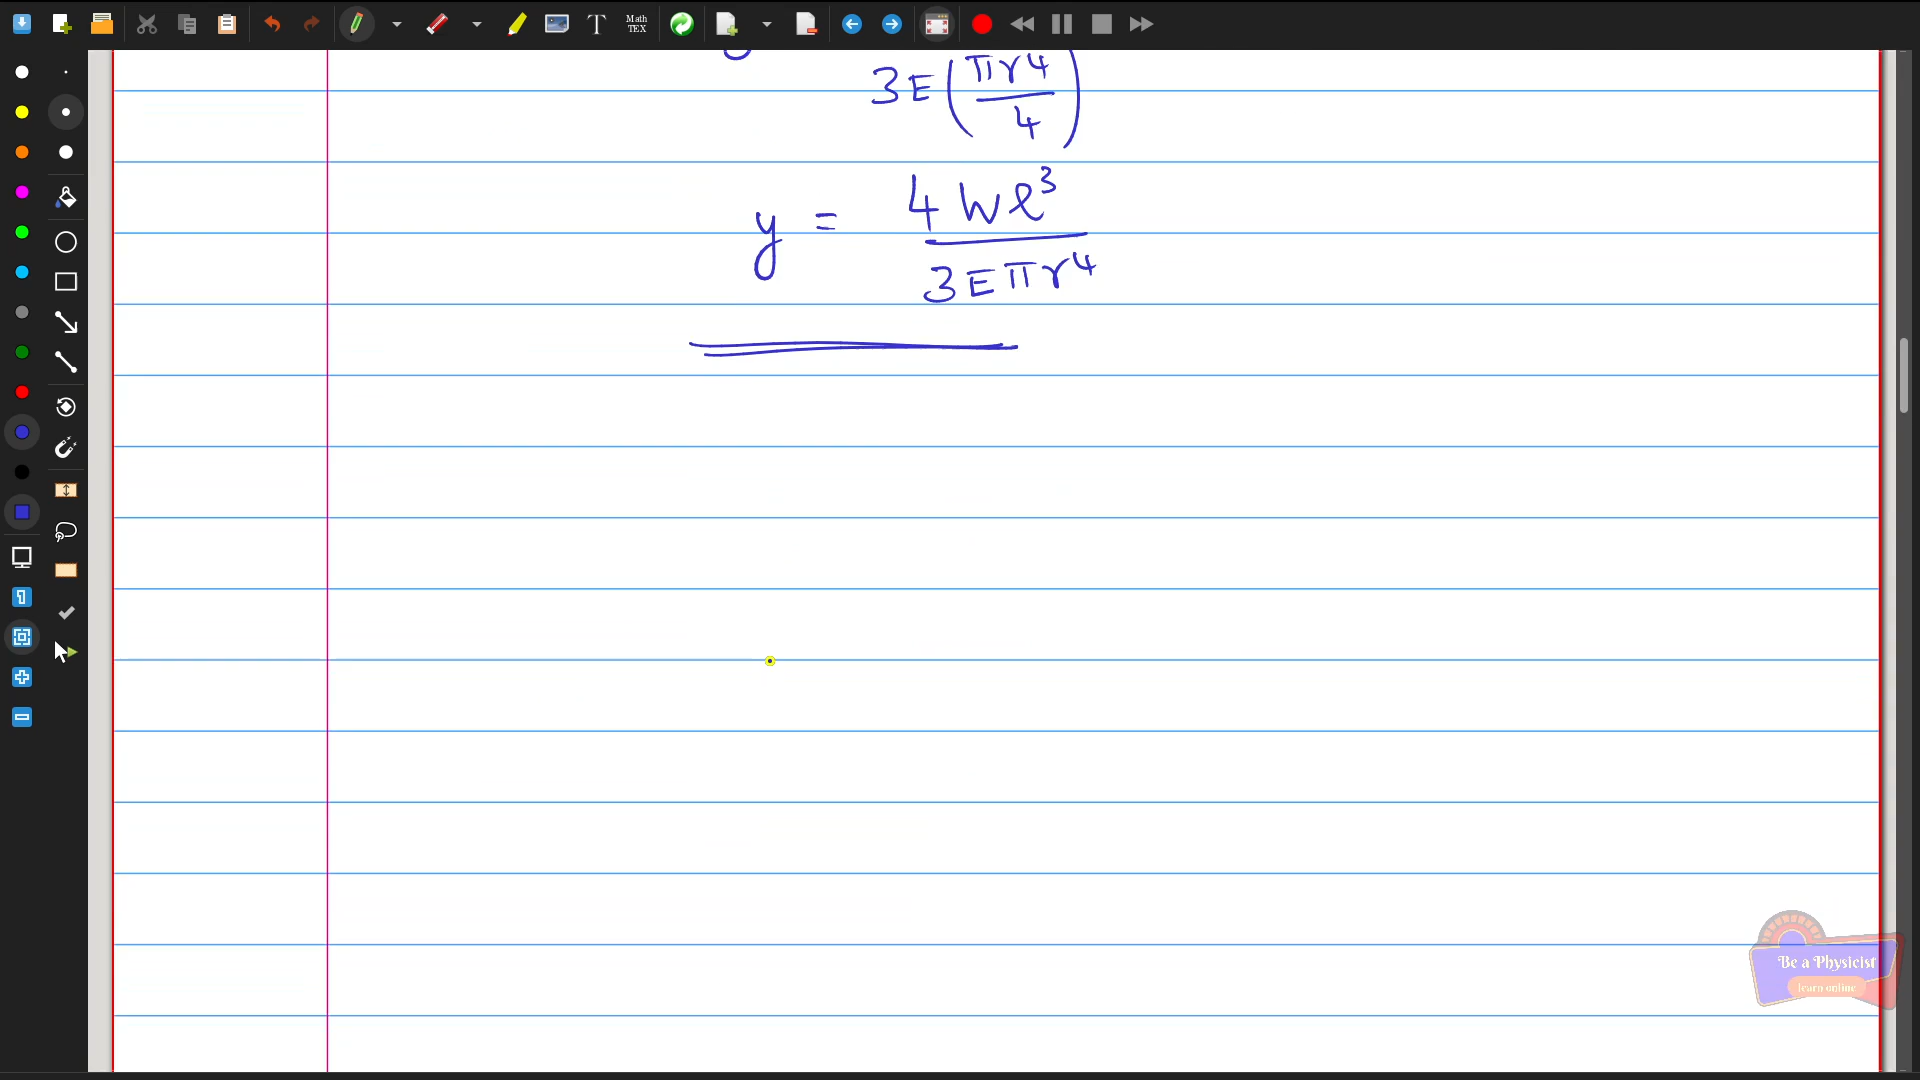 Math
TEX
3E(πr⁴/4)
y = 4Wl³/3Eπr⁴
Be a Physicist
learn online